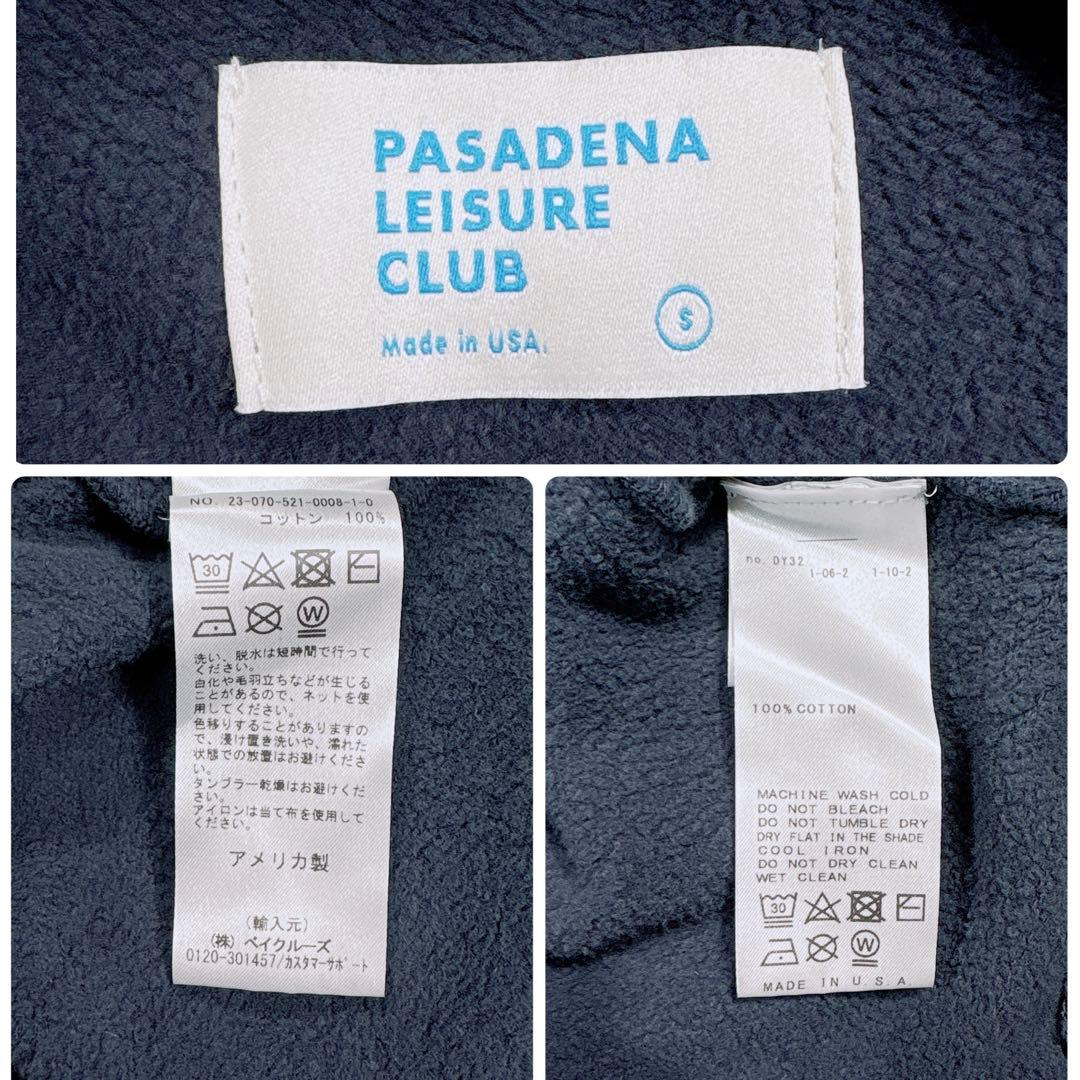 PASADENA
LEISURE
CLUB
Made in USA.
S
NO 23-070-521-0008-1-0
コットン 100%
30
W
洗い、脱水は短時間で行って
ください。
白化や毛羽立ちなどが生じる
ことがあるので、ネットを使
用してください。
色移りすることがありますの
で、浸け置き洗いや、濡れた
状態での放置はお避けくださ
い。
タンブラー乾燥はお避けくださ
い。
アイロンは当て布を使用して
ください。
アメリカ製
(輸入元)
(株) ベイクルーズ
0120-301457/カスタマーサポート
no. DY32
1-06-2 1-10-2
100% COTTON
MACHINE WASH COLD
DO NOT BLEACH
DO NOT TUMBLE DRY
DRY FLAT IN THE SHADE
COOL IRON
DO NOT DRY CLEAN
WET CLEAN
30
W
MADE IN U.S.A